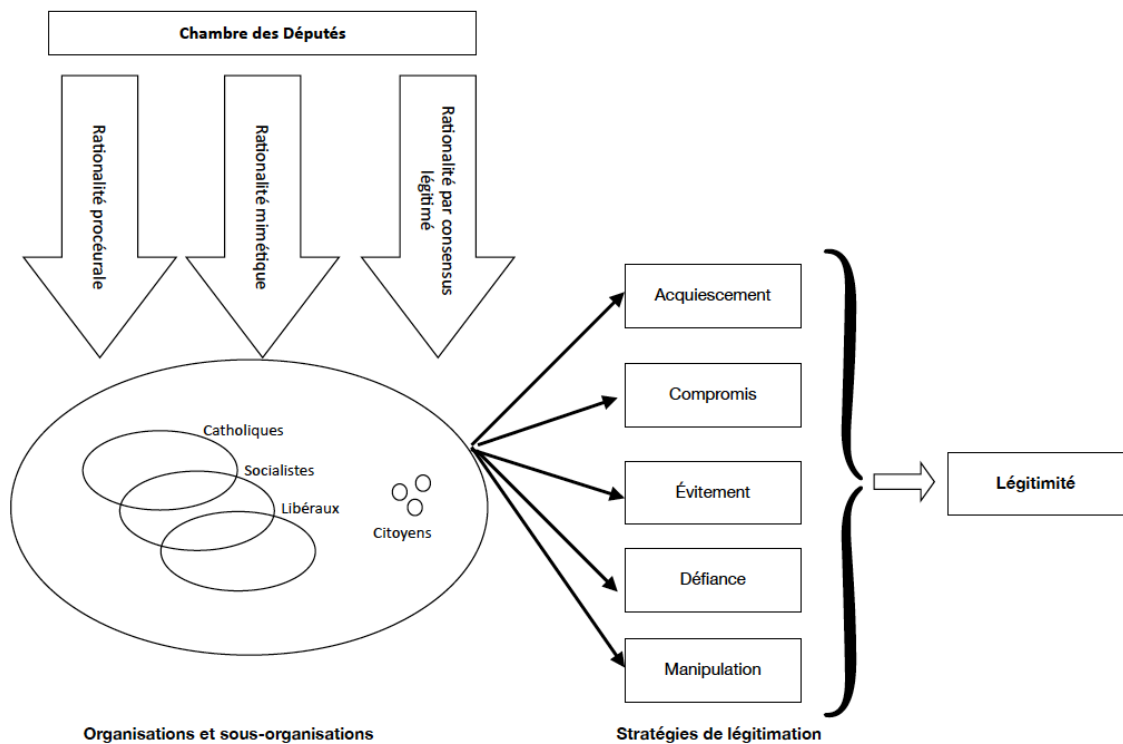 Chambre des Députés
Rationalité procéurale
Rationalité mimétique
Rationalité par consensus
légitimé
Acquiescement
Compromis
Catholiques
Socialistes
Libéraux
Citoyens
Évitement
Légitimité
Défiance
Manipulation
Organisations et sous-organisations
Stratégies de légitimation